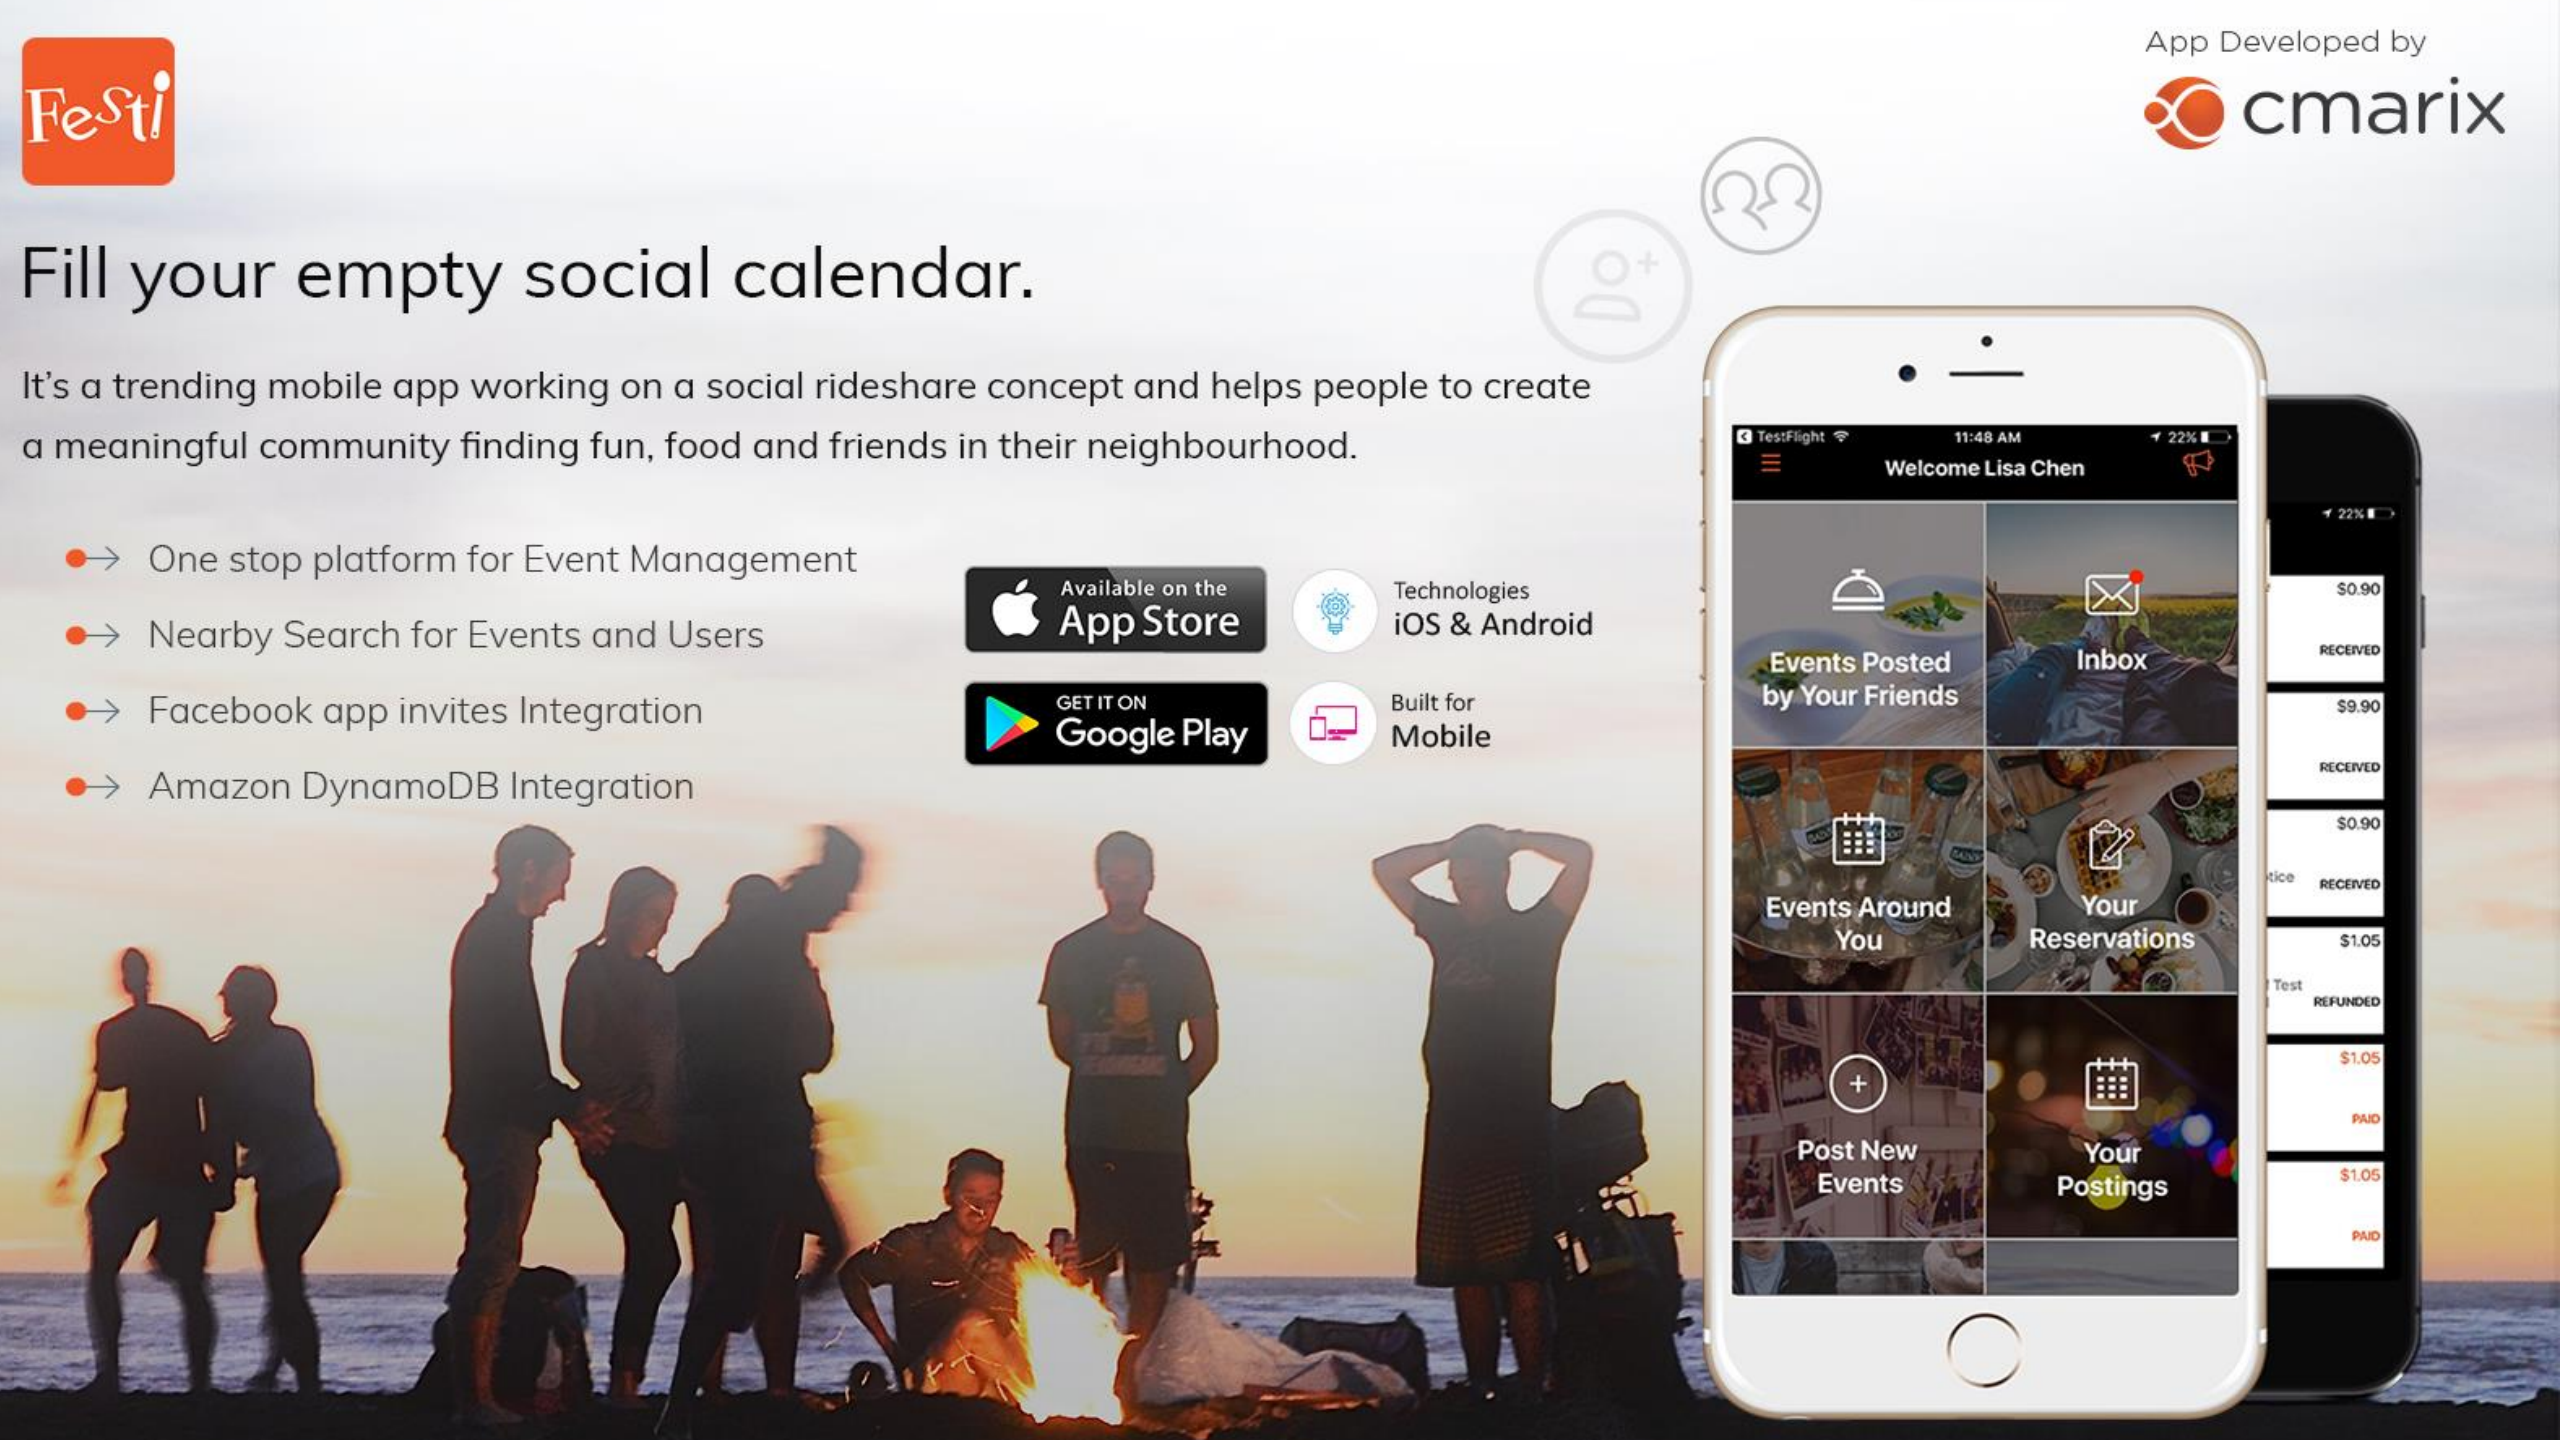 Festi
App Developed by
cmarix
Fill your empty social calendar.
It's a trending mobile app working on a social rideshare concept and helps people to create
a meaningful community finding fun, food and friends in their neighbourhood.
One stop platform for Event Management
Nearby Search for Events and Users
Facebook app invites Integration
Amazon DynamoDB Integration
Available on the
App Store
GET IT ON
Google Play
Technologies
iOS & Android
Built for
Mobile
TestFlight 11:48 AM 22%
Welcome Lisa Chen
Events Posted
by Your Friends
Inbox
Events Around
You
Your
Reservations
Post New
Events
Your
Postings
22%
$0.90
RECEIVED
$9.90
RECEIVED
$0.90
tice RECEIVED
$1.05
Test
REFUNDED
$1.05
PAID
$1.05
PAID